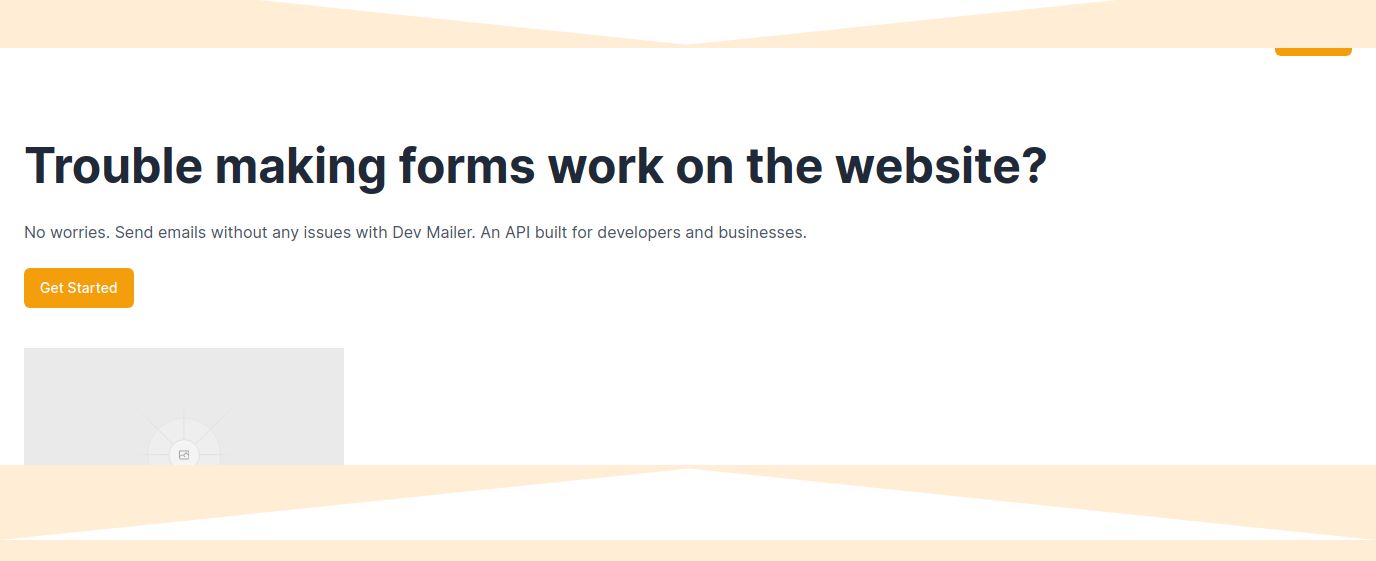 Trouble making forms work on the website?
No worries. Send emails without any issues with Dev Mailer. An API built for developers and businesses.
Get Started